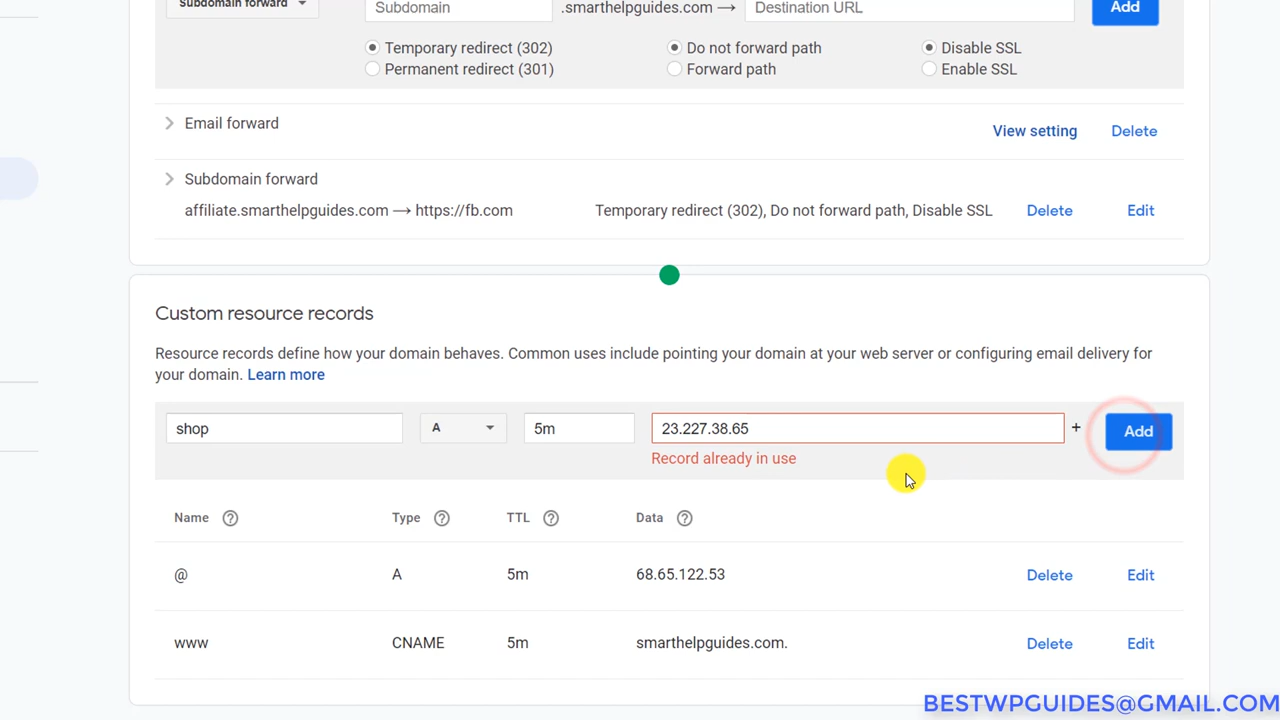 Subdomain forward Subdomain .smarthelpguides.com → Destination URL Add
Temporary redirect (302) Do not forward path Disable SSL
Permanent redirect (301) Forward path Enable SSL
Email forward View setting Delete
Subdomain forward
affiliate.smarthelpguides.com → https://fb.com Temporary redirect (302), Do not forward path, Disable SSL Delete Edit
Custom resource records
Resource records define how your domain behaves. Common uses include pointing your domain at your web server or configuring email delivery for
your domain. Learn more
shop A 5m 23.227.38.65 + Add
Record already in use
Name ? Type ? TTL ? Data ?
@ A 5m 68.65.122.53 Delete Edit
www CNAME 5m smarthelpguides.com. Delete Edit
BESTWPGUIDES@GMAIL.COM